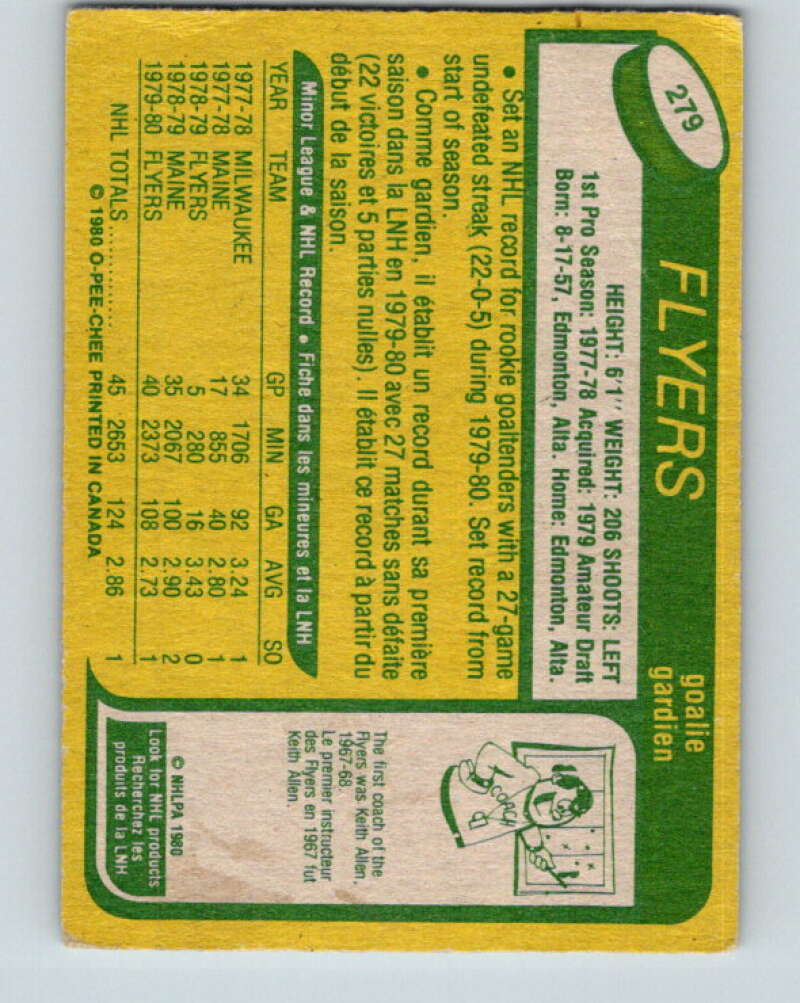 279
FLYERS
goalie
gardien
HEIGHT: 6'1" WEIGHT: 206 SHOOTS: LEFT
1st Pro Season: 1977-78 Acquired: 1979 Amateur Draft
Born: 8-17-57, Edmonton, Alta. Home: Edmonton, Alta.
• Set an NHL record for rookie goaltenders with a 27-game
undefeated streak (22-0-5) during 1979-80. Set record from
start of season.
• Comme gardien, il établit un record durant sa première
saison dans la LNH en 1979-80 avec 27 matches sans défaite
(22 victoires et 5 parties nulles). Il établit ce record à partir du
début de la saison.
Minor League & NHL Record • Fiche dans les mineures et la LNH
YEAR TEAM GP MIN. GA AVG SO
1977-78 MILWAUKEE 34 1706 92 3.24 1
1977-78 MAINE 17 855 40 2.80 1
1978-79 FLYERS 5 280 16 3.43 0
1978-79 MAINE 35 2067 100 2.90 2
1979-80 FLYERS 40 2373 108 2.73 1
NHL TOTALS ............ 45 2653 124 2.86 1
© 1980 O-PEE-CHEE PRINTED IN CANADA
COACH
The first coach of the
Flyers was Keith Allen,
1967-68.
Le premier instructeur
des Flyers en 1967 fut
Keith Allen.
© NHLPA 1980
Look for NHL products
Recherchez les
produits de la LNH